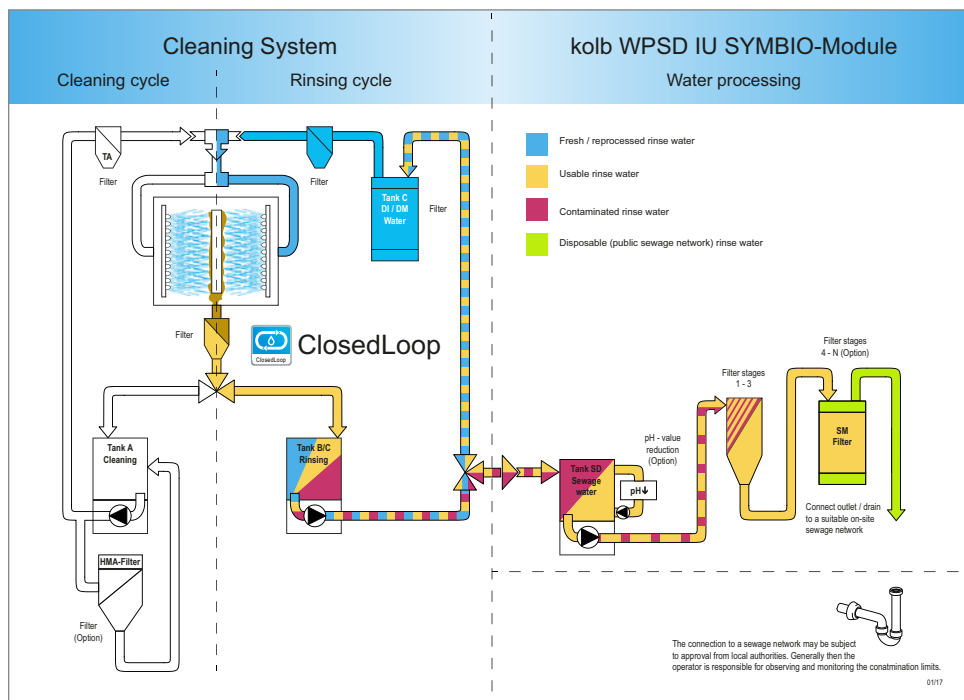 Cleaning System
kolb WPSD IU SYMBIO-Module
Cleaning cycle
Rinsing cycle
Water processing
TA
Filter
Filter
Tank C
DI / DM
Water
Filter
Fresh / reprocessed rinse water
Usable rinse water
Contaminated rinse water
Disposable (public sewage network) rinse water
Filter
ClosedLoop
ClosedLoop
Filter stages
1 - 3
Filter stages
4 - N (Option)
Tank A
Cleaning
Tank B/C
Rinsing
pH - value
reduction
(Option)
Tank SD
Sewage
water
pH
SM
Filter
Connect outlet / drain
to a suitable on-site
sewage network
HMA-Filter
Filter
(Option)
The connection to a sewage network may be subject
to approval from local authorities. Generally then the
operator is responsible for observing and monitoring the conatmination limits.
01/17